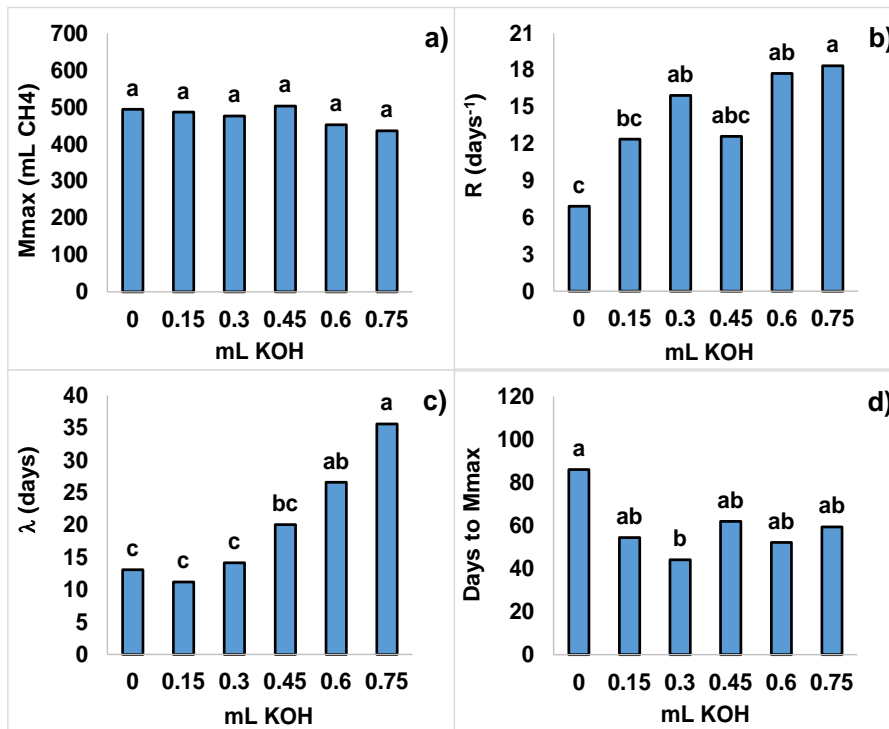 a)
Mmax (mL CH4)
700
600
500
400
300
200
100
0
a a a a a a
0 0.15 0.3 0.45 0.6 0.75
mL KOH
b)
R (days⁻¹)
21
18
15
12
9
6
3
0
c bc ab abc ab a
0 0.15 0.3 0.45 0.6 0.75
mL KOH
c)
λ (days)
40
35
30
25
20
15
10
5
0
c c c bc ab a
0 0.15 0.3 0.45 0.6 0.75
mL KOH
d)
Days to Mmax
120
100
80
60
40
20
0
a ab b ab ab ab
0 0.15 0.3 0.45 0.6 0.75
mL KOH